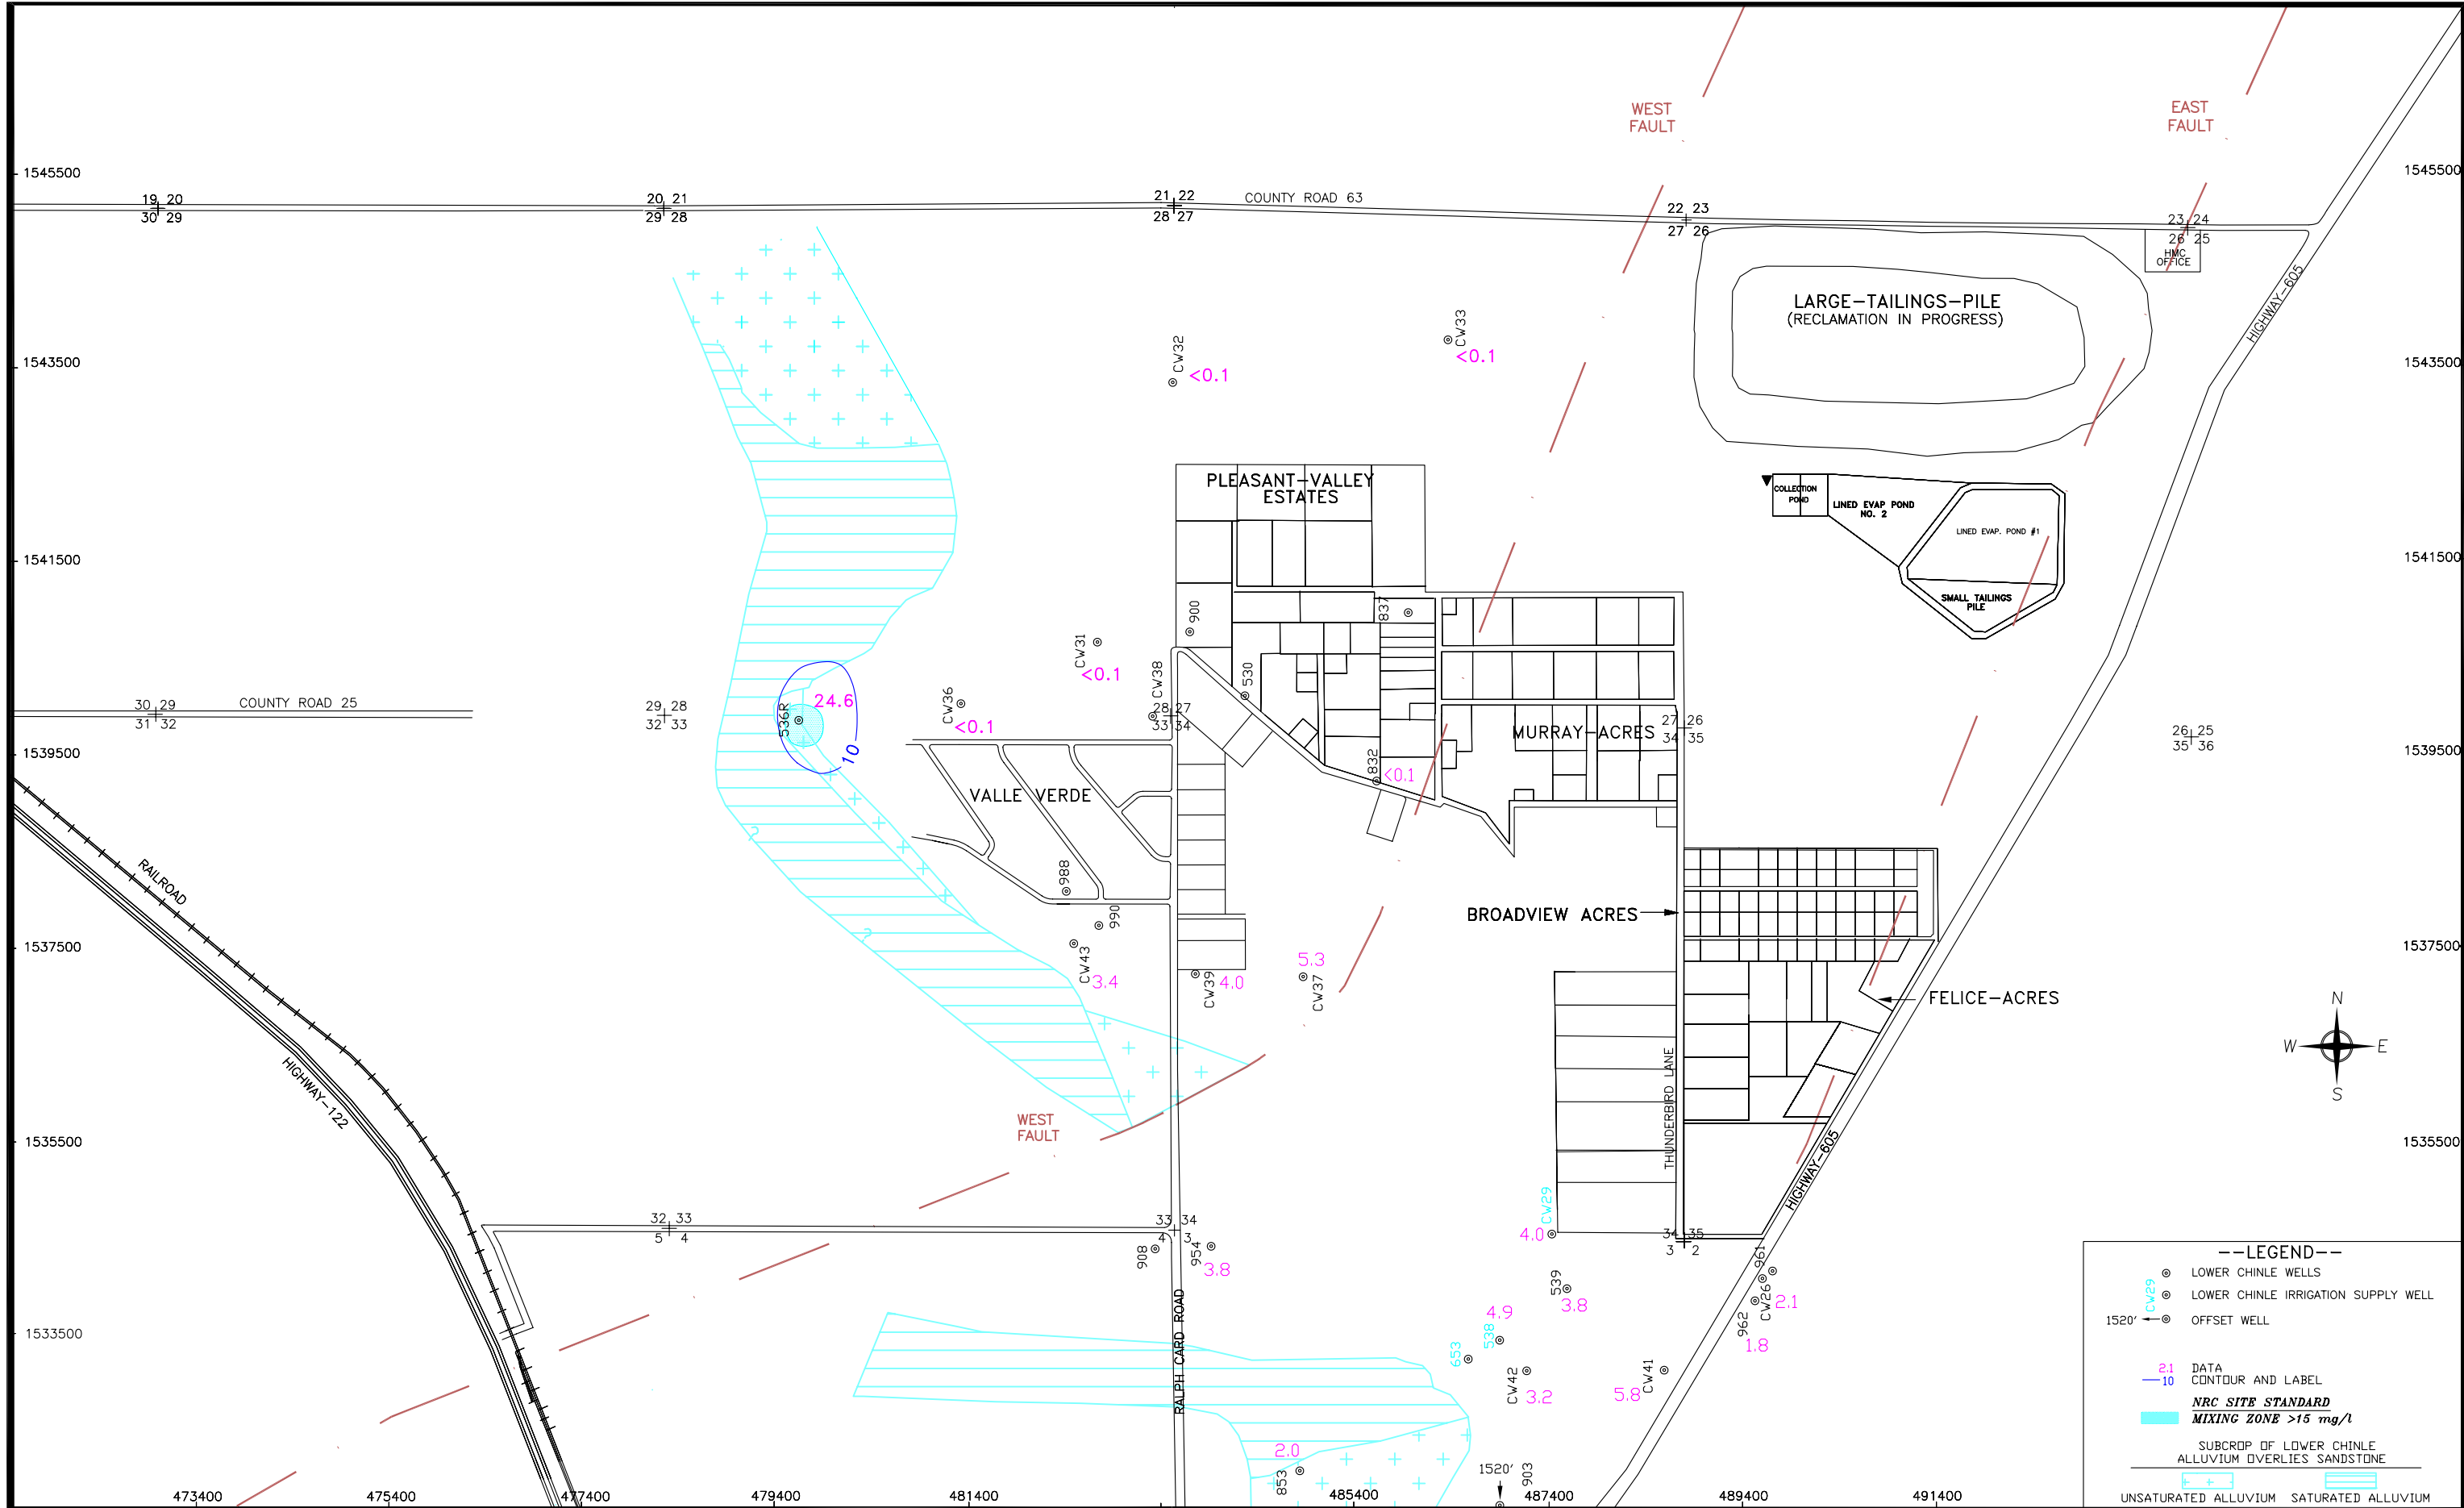 WEST
FAULT
EAST
FAULT
1545500
1545500
19 20
30 29
20 21
29 28
21 22
28 27
COUNTY ROAD 63
22 23
27 26
23 24
26 25
HMC
OFFICE
HIGHWAY-605
LARGE-TAILINGS-PILE
(RECLAMATION IN PROGRESS)
CW33
<0.1
CW32
<0.1
1543500
1543500
PLEASANT-VALLEY
ESTATES
COLLECTION
POND
LINED EVAP POND
NO. 2
LINED EVAP. POND #1
SMALL TAILINGS
PILE
1541500
1541500
900
837
CW31
<0.1
CW38
530
CW36
<0.1
536R
24.6
10
30 29
31 32
COUNTY ROAD 25
29 28
32 33
28 27
33 34
MURRAY-ACRES
27 26
34 35
26 25
35 36
1539500
1539500
832
<0.1
VALLE VERDE
RAILROAD
988
990
BROADVIEW ACRES
1537500
1537500
CW43
3.4
CW39
4.0
5.3
CW37
FELICE-ACRES
N
W E
S
HIGHWAY-122
THUNDERBIRD LANE
WEST
FAULT
1535500
1535500
HIGHWAY-605
32 33
5 4
33 34
4 3
908
954
3.8
CW29
4.0
34 35
3 2
961
CW26
2.1
962
1.8
539
3.8
4.9
538
653
CW42
3.2
5.8
CW41
1533500
RALPH CARD ROAD
2.0
853
1520'
903
--LEGEND--
LOWER CHINLE WELLS
CW29
LOWER CHINLE IRRIGATION SUPPLY WELL
1520'
OFFSET WELL
2.1 DATA
10 CONTOUR AND LABEL
NRC SITE STANDARD
MIXING ZONE >15 mg/l
SUBCROP OF LOWER CHINLE
ALLUVIUM OVERLIES SANDSTONE
UNSATURATED ALLUVIUM SATURATED ALLUVIUM
473400
475400
477400
479400
481400
485400
487400
489400
491400